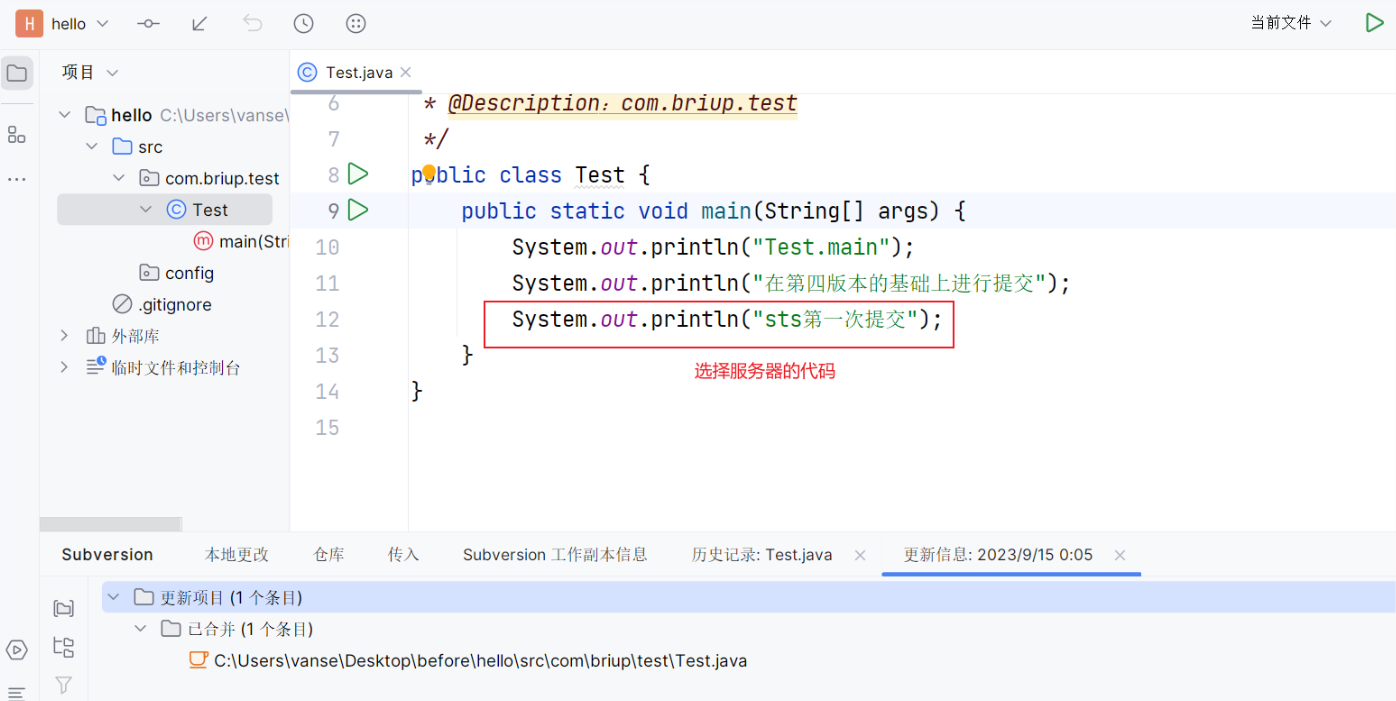 H hello
当前文件
项目
Test.java
hello C:\Users\vanse\
src
com.briup.test
Test
main(Stri
config
.gitignore
外部库
临时文件和控制台
6 * @Description：com.briup.test
7 */
8 public class Test {
9 public static void main(String[] args) {
10 System.out.println("Test.main");
11 System.out.println("在第四版本的基础上进行提交");
12 System.out.println("sts第一次提交");
13 }
选择服务器的代码
14 }
15
Subversion 本地更改 仓库 传入 Subversion 工作副本信息 历史记录: Test.java 更新信息: 2023/9/15 0:05
更新项目 (1 个条目)
已合并 (1 个条目)
C:\Users\vanse\Desktop\before\hello\src\com\briup\test\Test.java